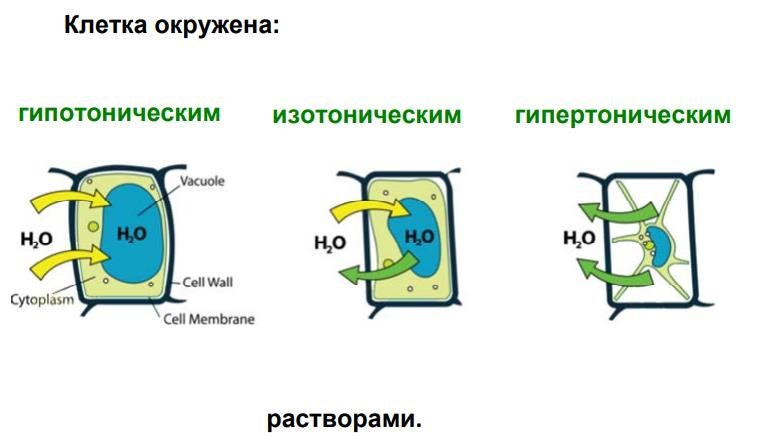 Клетка окружена:
гипотоническим
изотоническим
гипертоническим
Vacuole
H₂O
H₂O
Cell Wall
Cytoplasm
Cell Membrane
H₂O
H₂O
H₂O
растворами.